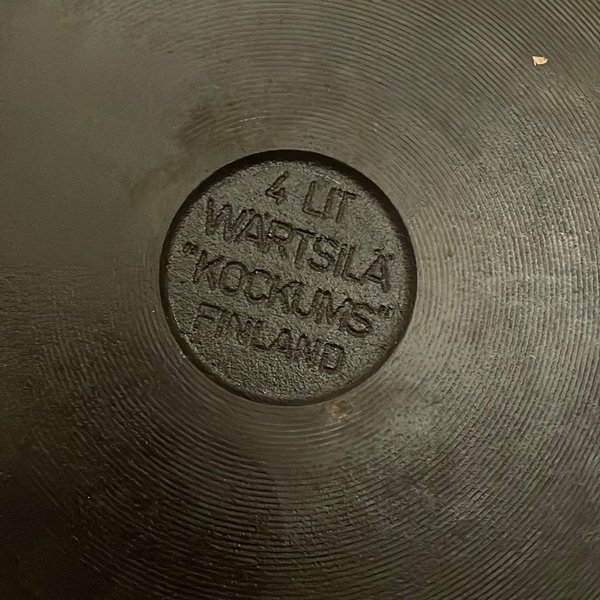 4 LIT
WÄRTSILÄ
"KOCKUMS"
FINLAND